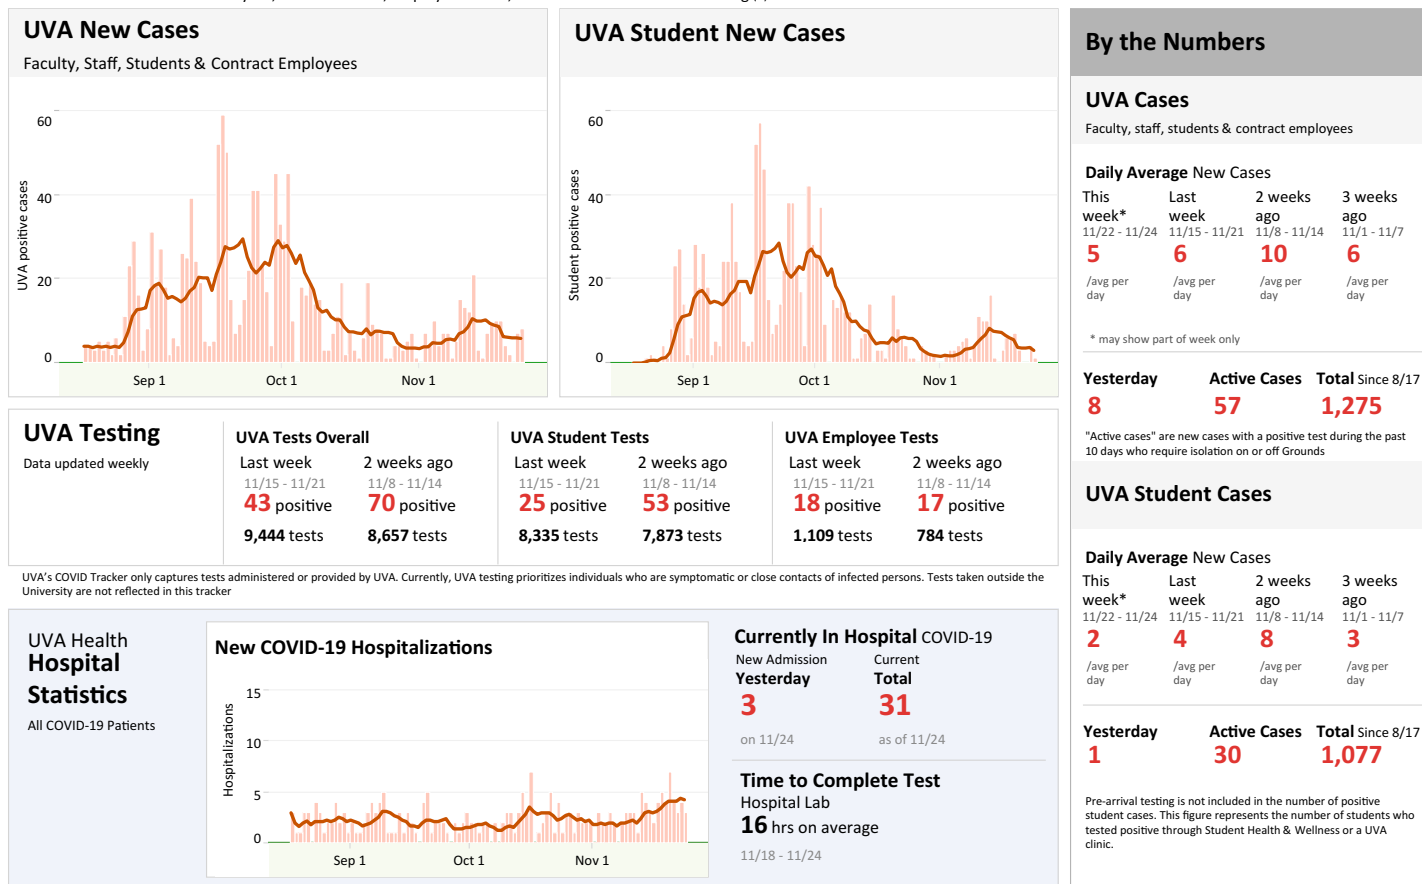 UVA New Cases
Faculty, Staff, Students & Contract Employees
UVA positive cases
60
40
20
0
Sep 1
Oct 1
Nov 1
UVA Student New Cases
Student positive cases
60
40
20
0
Sep 1
Oct 1
Nov 1
UVA Testing
Data updated weekly
UVA Tests Overall
Last week
2 weeks ago
11/15 - 11/21
11/8 - 11/14
43 positive
70 positive
9,444 tests
8,657 tests
UVA Student Tests
Last week
2 weeks ago
11/15 - 11/21
11/8 - 11/14
25 positive
53 positive
8,335 tests
7,873 tests
UVA Employee Tests
Last week
2 weeks ago
11/15 - 11/21
11/8 - 11/14
18 positive
17 positive
1,109 tests
784 tests
UVA's COVID Tracker only captures tests administered or provided by UVA. Currently, UVA testing prioritizes individuals who are symptomatic or close contacts of infected persons. Tests taken outside the
University are not reflected in this tracker
UVA Health
Hospital
Statistics
All COVID-19 Patients
New COVID-19 Hospitalizations
Hospitalizations
15
10
5
0
Sep 1
Oct 1
Nov 1
Currently In Hospital COVID-19
New Admission
Current
Yesterday
Total
3
31
on 11/24
as of 11/24
Time to Complete Test
Hospital Lab
16 hrs on average
11/18 - 11/24
By the Numbers
UVA Cases
Faculty, staff, students & contract employees
Daily Average New Cases
This
week*
Last
week
2 weeks
ago
3 weeks
ago
11/22 - 11/24
11/15 - 11/21
11/8 - 11/14
11/1 - 11/7
5
6
10
6
/avg per
day
/avg per
day
/avg per
day
/avg per
day
* may show part of week only
Yesterday
Active Cases
Total Since 8/17
8
57
1,275
"Active cases" are new cases with a positive test during the past
10 days who require isolation on or off Grounds
UVA Student Cases
Daily Average New Cases
This
week*
Last
week
2 weeks
ago
3 weeks
ago
11/22 - 11/24
11/15 - 11/21
11/8 - 11/14
11/1 - 11/7
2
4
8
3
/avg per
day
/avg per
day
/avg per
day
/avg per
day
Yesterday
Active Cases
Total Since 8/17
1
30
1,077
Pre-arrival testing is not included in the number of positive
student cases. This figure represents the number of students who
tested positive through Student Health & Wellness or a UVA
clinic.